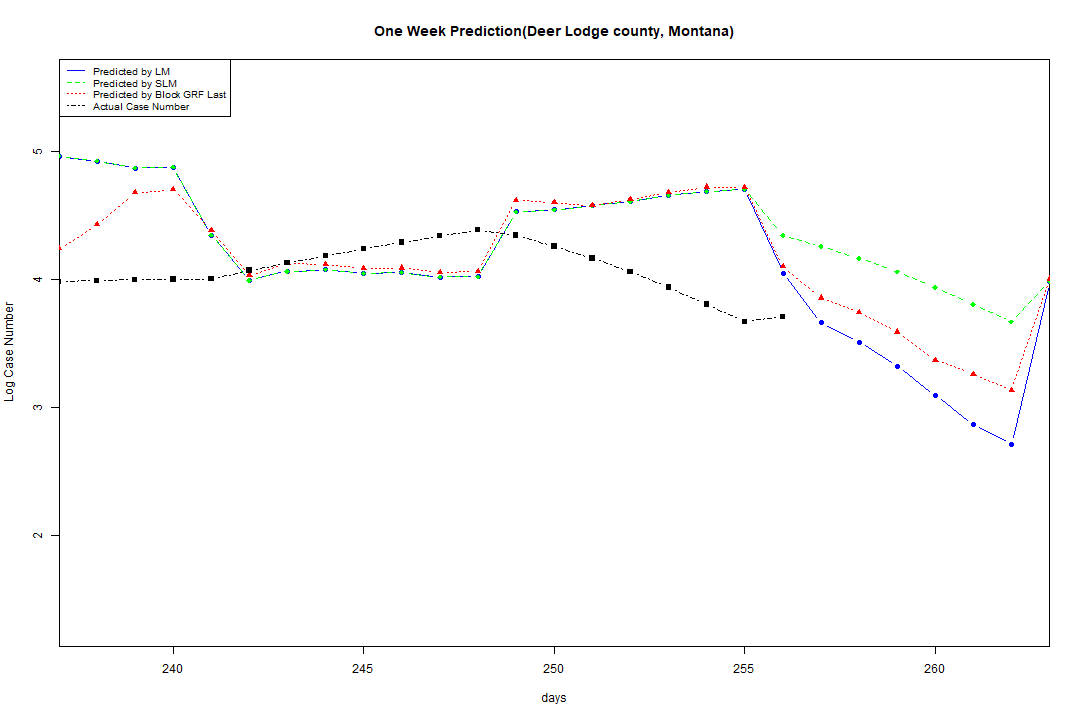 One Week Prediction(Deer Lodge county, Montana)
Predicted by LM
Predicted by SLM
Predicted by Block GRF Last
Actual Case Number
5
4
3
2
Log Case Number
240 245 250 255 260
days